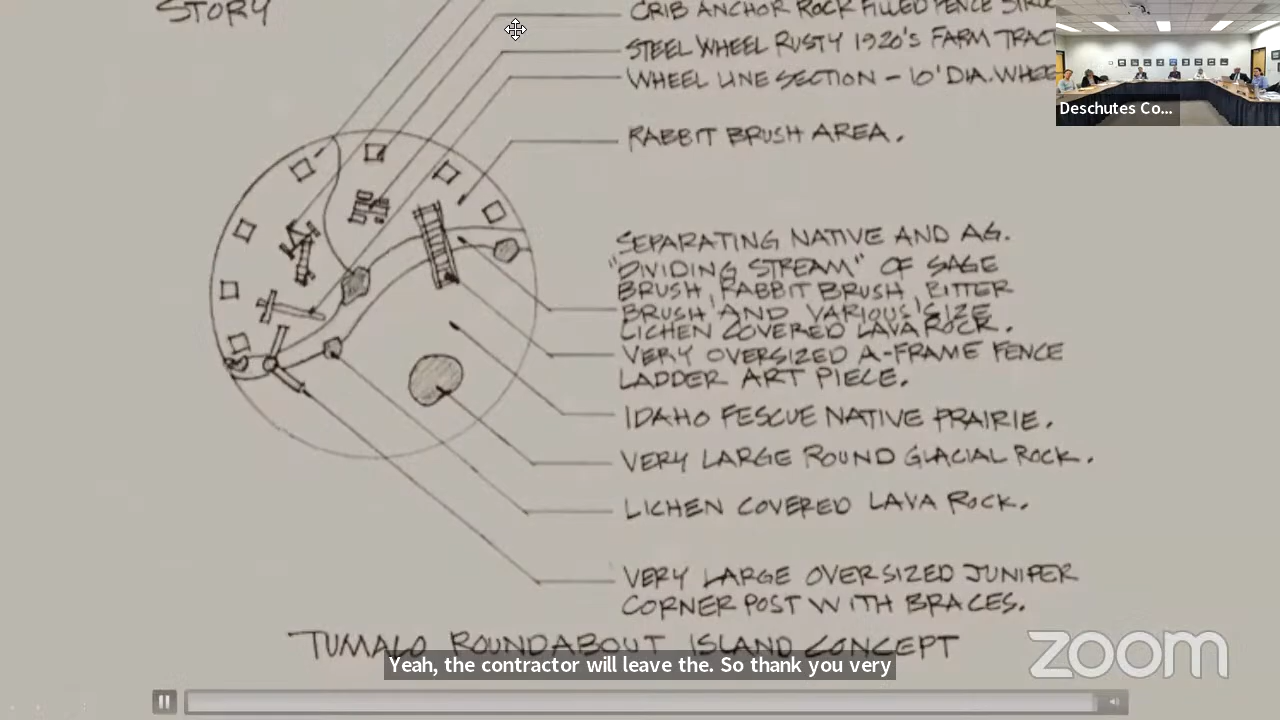 STORY
CRIB ANCHOR ROCK FILLED FENCE
STEEL WHEEL RUSTY 1920'S FARM
WHEEL LINE SECTION - 10' DIA.
RABBIT BRUSH AREA.
SEPARATING NATIVE AND AG.
"DIVIDING STREAM" OF SAGE
BRUSH, RABBIT BRUSH, BITTER
BRUSH AND VARIOUS SIZE
LICHEN COVERED LAVA ROCK.
VERY OVERSIZED A-FRAME FENCE
LADDER ART PIECE.
IDAHO FESCUE NATIVE PRAIRIE.
VERY LARGE ROUND GLACIAL ROCK.
LICHEN COVERED LAVA ROCK.
VERY LARGE OVERSIZED JUNIPER
CORNER POST WITH BRACES.
TUMALO ROUNDABOUT ISLAND CONCEPT
Deschutes Co...
Yeah, the contractor will leave the. So thank you very
zoom